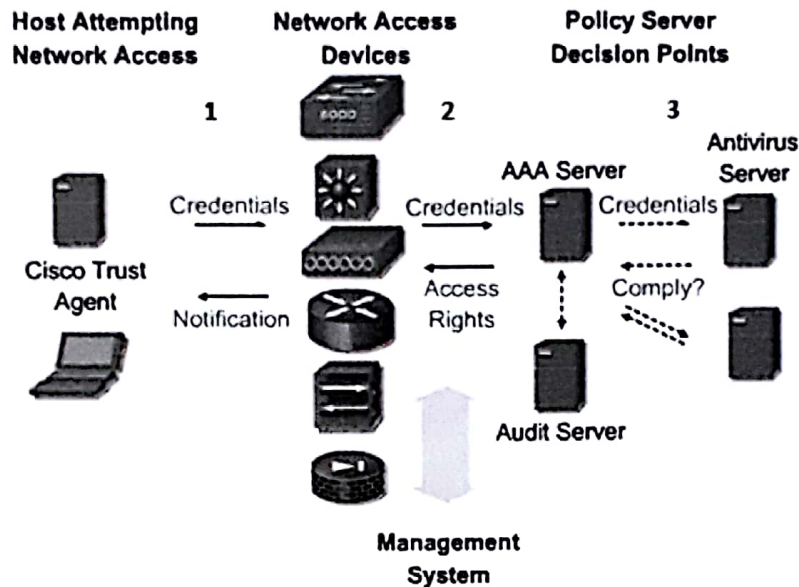 Host Attempting
Network Access
Network Access
Devices
Policy Server
Decision Points
1
2
3
6000
AAA Server
Antivirus
Server
Credentials
Credentials
Credentials
Cisco Trust
Agent
Notification
Access
Rights
Comply?
Audit Server
Management
System